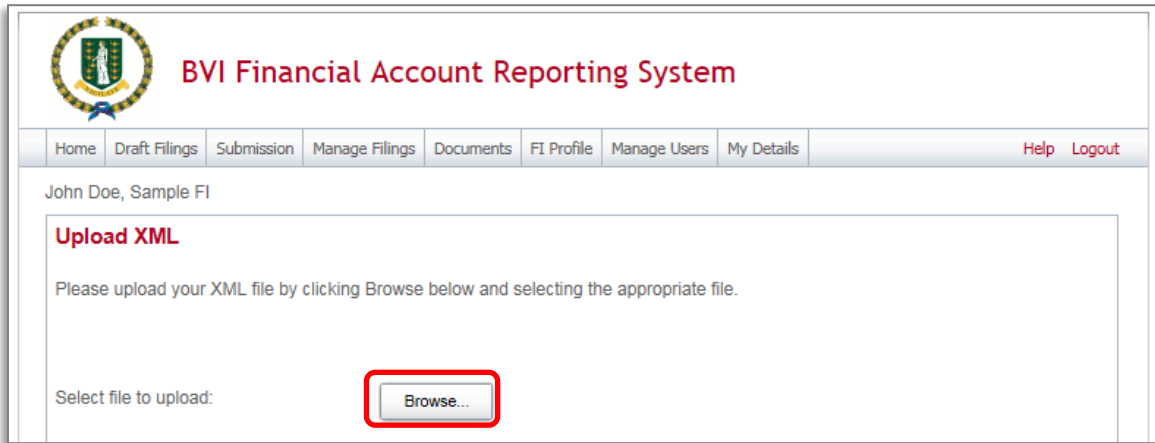 BVI Financial Account Reporting System
Home Draft Filings Submission Manage Filings Documents FI Profile Manage Users My Details Help Logout
John Doe, Sample FI
Upload XML
Please upload your XML file by clicking Browse below and selecting the appropriate file.
Select file to upload: Browse...